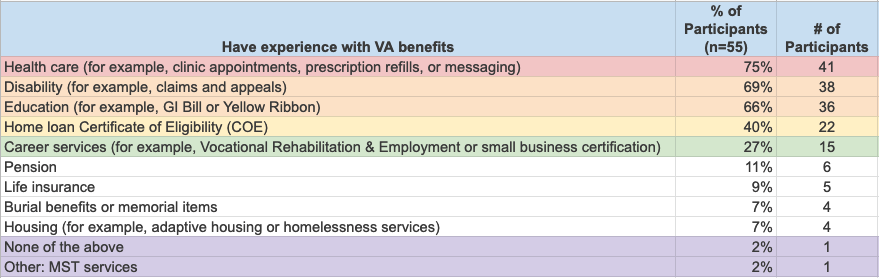 Have experience with VA benefits % of Participants (n=55) # of Participants
Health care (for example, clinic appointments, prescription refills, or messaging) 75% 41
Disability (for example, claims and appeals) 69% 38
Education (for example, GI Bill or Yellow Ribbon) 66% 36
Home loan Certificate of Eligibility (COE) 40% 22
Career services (for example, Vocational Rehabilitation & Employment or small business certification) 27% 15
Pension 11% 6
Life insurance 9% 5
Burial benefits or memorial items 7% 4
Housing (for example, adaptive housing or homelessness services) 7% 4
None of the above 2% 1
Other: MST services 2% 1